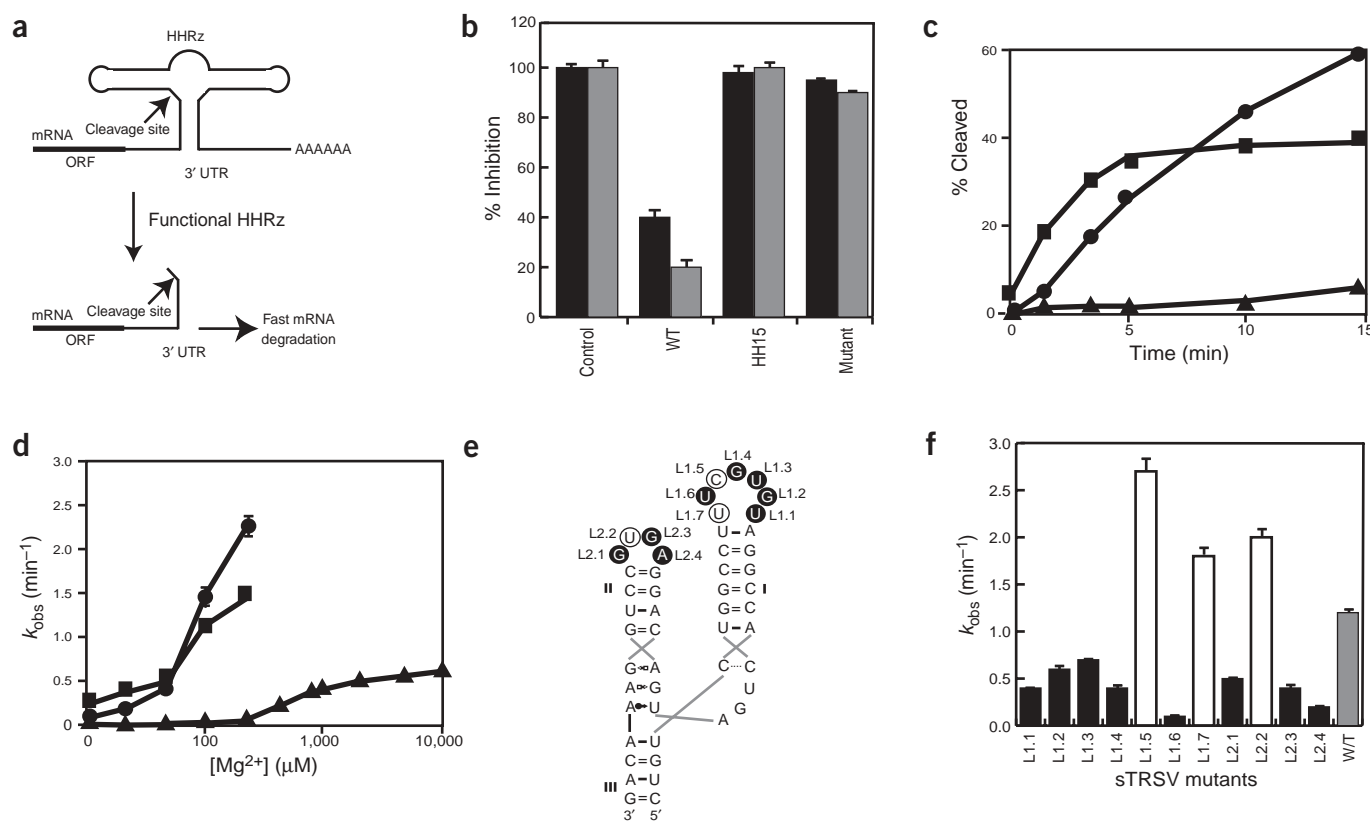 a
HHRz
Cleavage site
mRNA
ORF
3′ UTR
AAAAAA
Functional HHRz
Cleavage site
mRNA
ORF
3′ UTR
Fast mRNA
degradation
b
% Inhibition
120
100
80
60
40
20
0
Control
WT
HH15
Mutant
c
% Cleaved
60
40
20
0
0
5
10
15
Time (min)
d
kobs (min–1)
3.0
2.5
2.0
1.5
1.0
0.5
0
0
100
1,000
10,000
[Mg2+] (μM)
e
L1.4
L1.5 C G U L1.3
L1.6 U G L1.2
L1.7 U U L1.1
L2.2 U G L2.3
L2.1 G A L2.4
U A
C G
C G
G C I
G C
U A
II
C G
C G
U A
G C
G A
A G
A U
C C
U
G
A
A U
C G
A U
G C
III
3′ 5′
f
kobs (min–1)
3.0
2.5
2.0
1.5
1.0
0.5
0.0
L1.1
L1.2
L1.3
L1.4
L1.5
L1.6
L1.7
L2.1
L2.2
L2.3
L2.4
W/T
sTRSV mutants